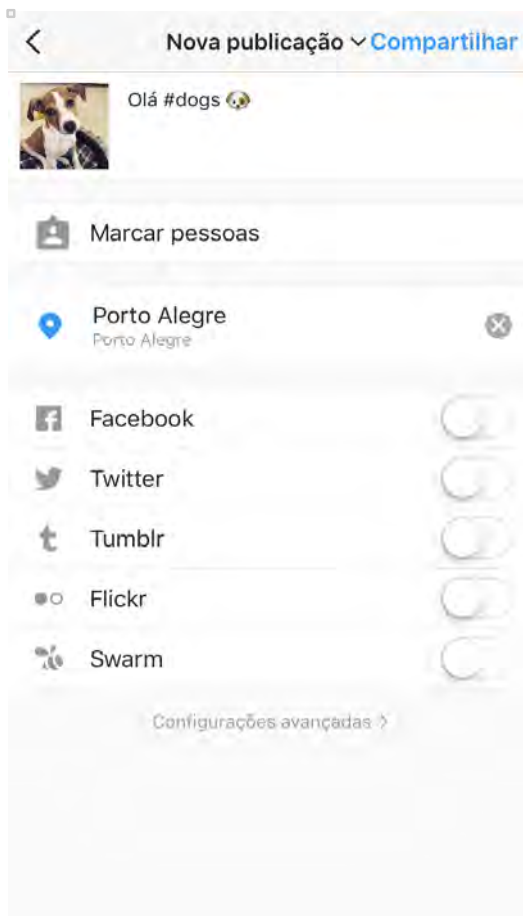 Nova publicação Compartilhar
Olá #dogs 🐶
Marcar pessoas
Porto Alegre
Porto Alegre
Facebook
Twitter
Tumblr
Flickr
Swarm
Configurações avançadas >